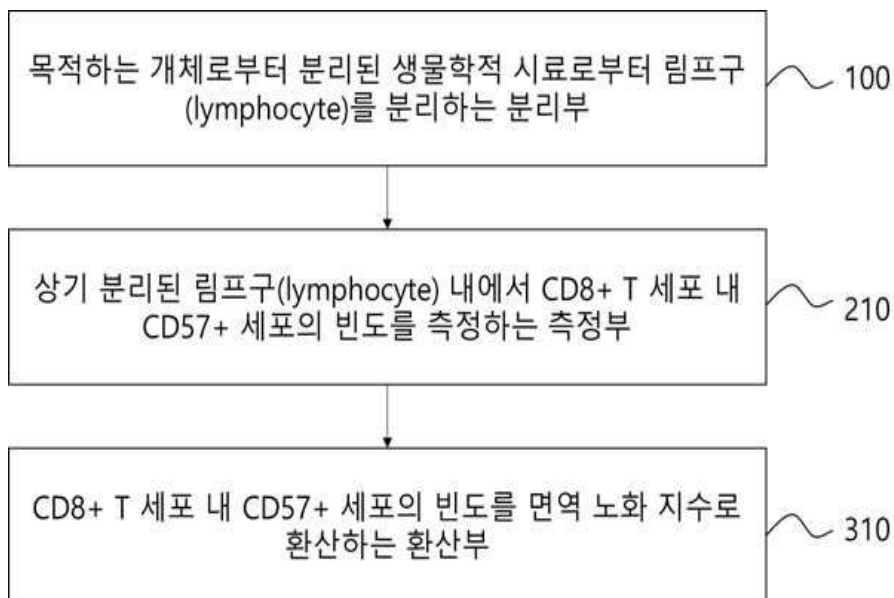 목적하는 개체로부터 분리된 생물학적 시료로부터 림프구
(lymphocyte)를 분리하는 분리부
100
상기 분리된 림프구(lymphocyte) 내에서 CD8+ T 세포 내
CD57+ 세포의 빈도를 측정하는 측정부
210
CD8+ T 세포 내 CD57+ 세포의 빈도를 면역 노화 지수로
환산하는 환산부
310